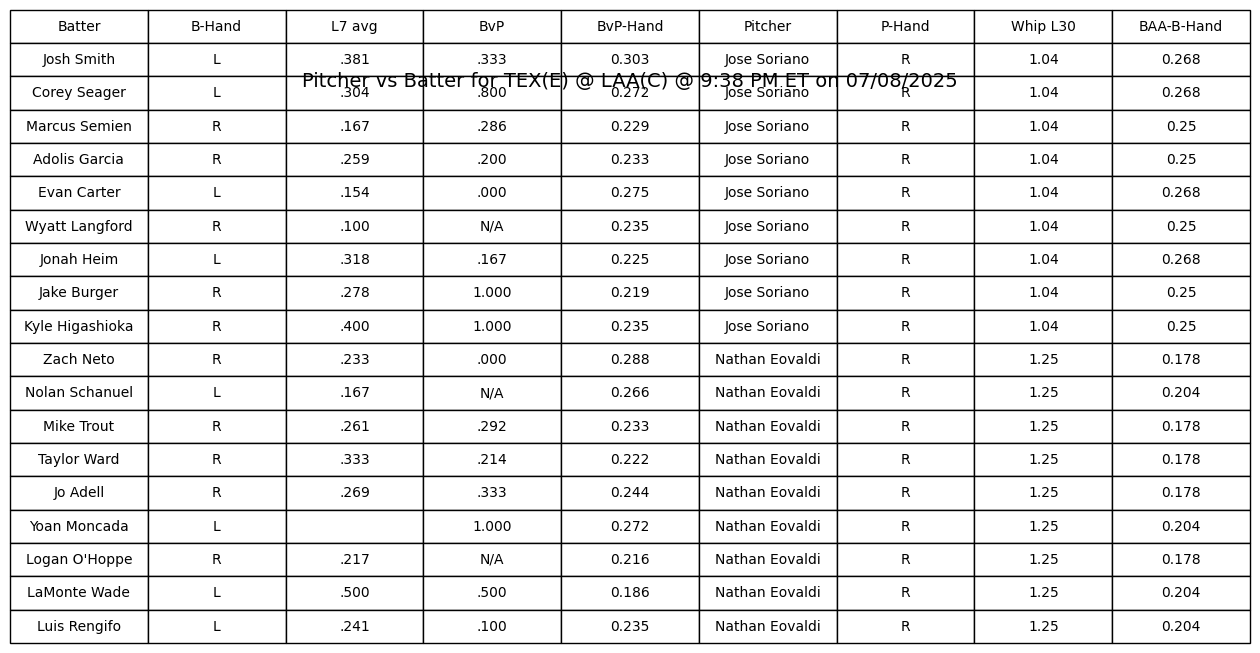 Batter B-Hand L7 avg BvP BvP-Hand Pitcher P-Hand Whip L30 BAA-B-Hand
Josh Smith L .381 .333 0.303 Jose Soriano R 1.04 0.268
Pitcher vs Batter for TEX(E) @ LAA(C) @ 9:38 PM ET on 07/08/2025
Corey Seager L .304 .800 0.272 Jose Soriano R 1.04 0.268
Marcus Semien R .167 .286 0.229 Jose Soriano R 1.04 0.25
Adolis Garcia R .259 .200 0.233 Jose Soriano R 1.04 0.25
Evan Carter L .154 .000 0.275 Jose Soriano R 1.04 0.268
Wyatt Langford R .100 N/A 0.235 Jose Soriano R 1.04 0.25
Jonah Heim L .318 .167 0.225 Jose Soriano R 1.04 0.268
Jake Burger R .278 1.000 0.219 Jose Soriano R 1.04 0.25
Kyle Higashioka R .400 1.000 0.235 Jose Soriano R 1.04 0.25
Zach Neto R .233 .000 0.288 Nathan Eovaldi R 1.25 0.178
Nolan Schanuel L .167 N/A 0.266 Nathan Eovaldi R 1.25 0.204
Mike Trout R .261 .292 0.233 Nathan Eovaldi R 1.25 0.178
Taylor Ward R .333 .214 0.222 Nathan Eovaldi R 1.25 0.178
Jo Adell R .269 .333 0.244 Nathan Eovaldi R 1.25 0.178
Yoan Moncada L 1.000 0.272 Nathan Eovaldi R 1.25 0.204
Logan O'Hoppe R .217 N/A 0.216 Nathan Eovaldi R 1.25 0.178
LaMonte Wade L .500 .500 0.186 Nathan Eovaldi R 1.25 0.204
Luis Rengifo L .241 .100 0.235 Nathan Eovaldi R 1.25 0.204